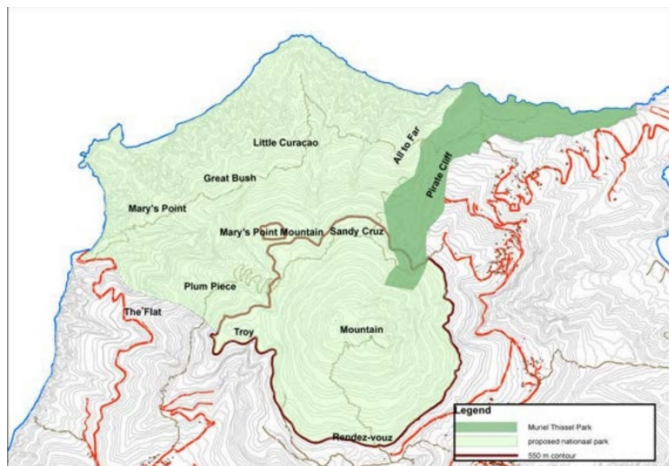 Little Curaçao
All to Far
Great Bush
Pirate Cliff
Mary's Point
Mary's Point Mountain
Sandy Cruz
Plum Piece
The Flat
Troy
Mountain
Rendez-vouz
Legend
Muriel Thissel Park
proposed nationaal park
550 m contour